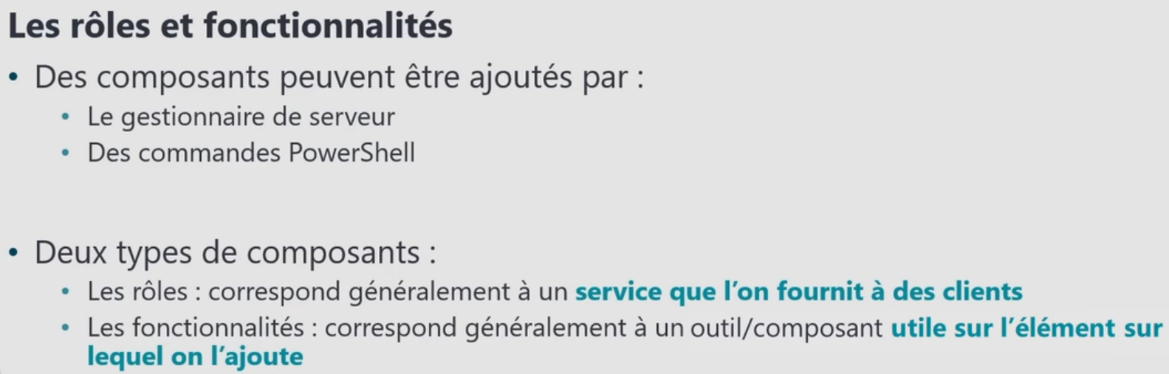 Les rôles et fonctionnalités
• Des composants peuvent être ajoutés par :
• Le gestionnaire de serveur
• Des commandes PowerShell
• Deux types de composants :
• Les rôles : correspond généralement à un service que l'on fournit à des clients
• Les fonctionnalités : correspond généralement à un outil/composant utile sur l'élément sur
lequel on l'ajoute